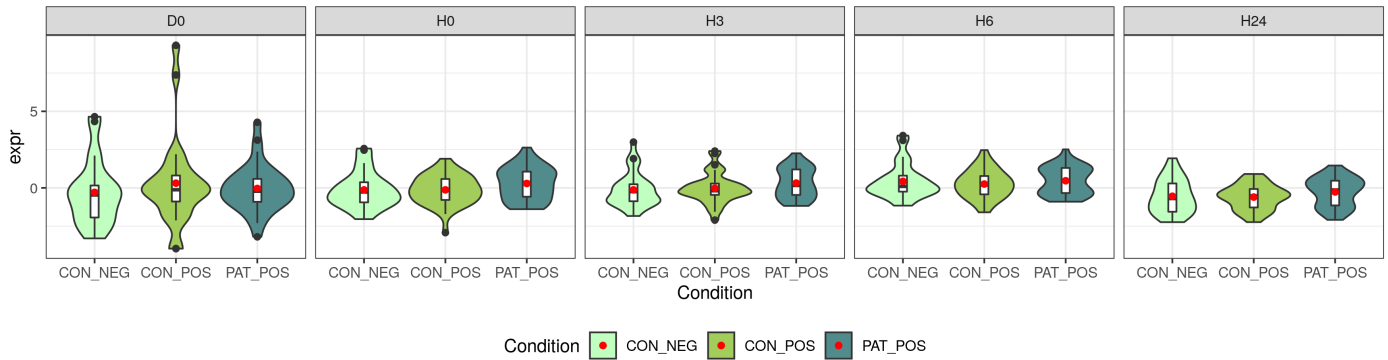 D0 H0 H3 H6 H24
expr
5
0
CON_NEG CON_POS PAT_POS CON_NEG CON_POS PAT_POS CON_NEG CON_POS PAT_POS CON_NEG CON_POS PAT_POS CON_NEG CON_POS PAT_POS
Condition
Condition CON_NEG CON_POS PAT_POS